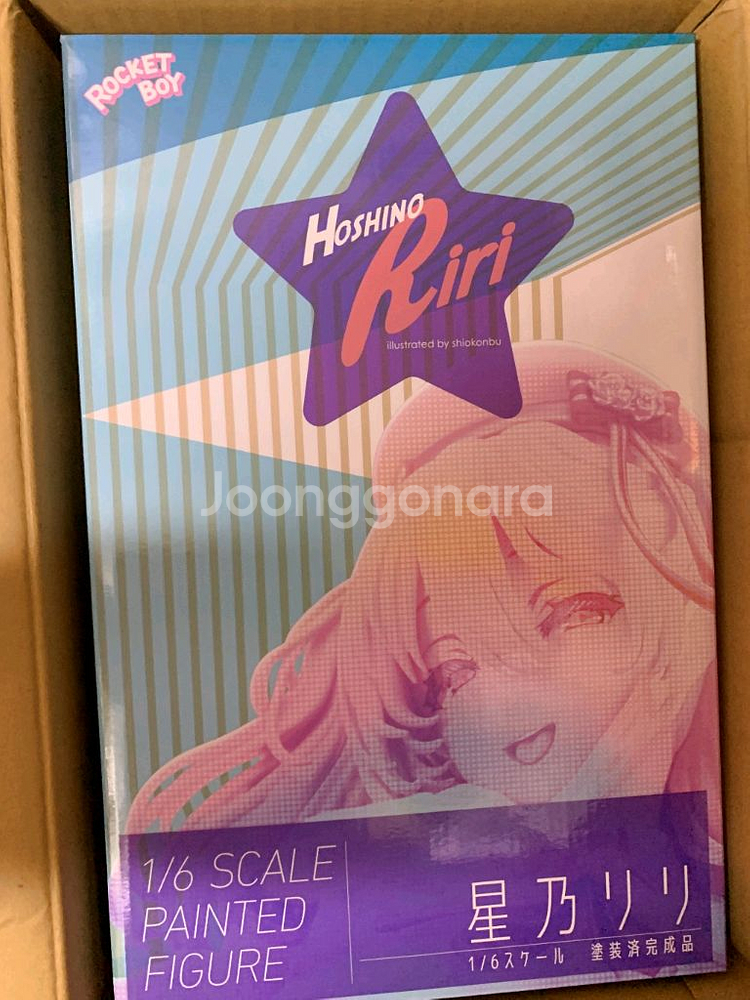 ROCKET
BOY
HOSHINO
Riri
illustrated by shiokonbu
Joonggonara
1/6 SCALE
PAINTED
FIGURE
星乃リリ
1/6スケール 塗装済完成品